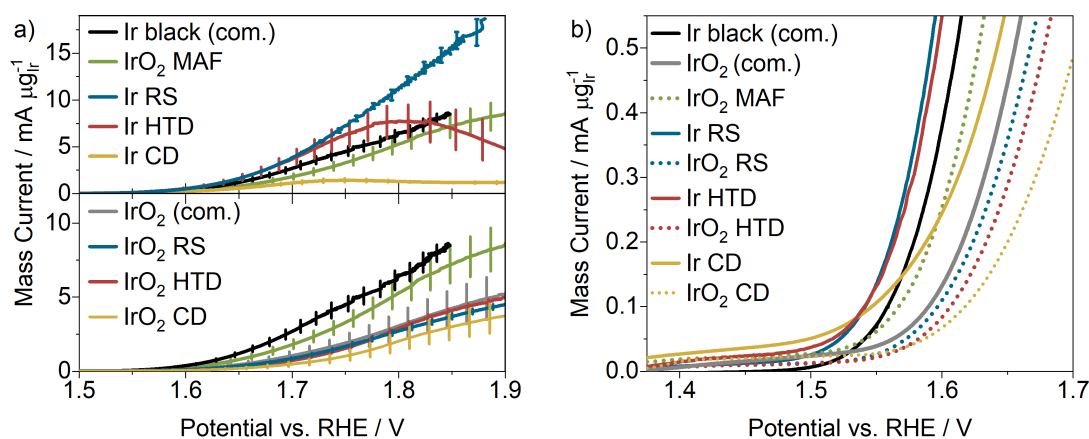 a)
Mass Current / mA µg⁻¹Ir
15
10
5
0
Ir black (com.)
IrO₂ MAF
Ir RS
Ir HTD
Ir CD
10
5
0
IrO₂ (com.)
IrO₂ RS
IrO₂ HTD
IrO₂ CD
1.5 1.6 1.7 1.8 1.9
Potential vs. RHE / V
b)
Mass Current / mA µg⁻¹Ir
0.5
0.4
0.3
0.2
0.1
0.0
Ir black (com.)
IrO₂ (com.)
IrO₂ MAF
Ir RS
IrO₂ RS
Ir HTD
IrO₂ HTD
Ir CD
IrO₂ CD
1.4 1.5 1.6 1.7
Potential vs. RHE / V